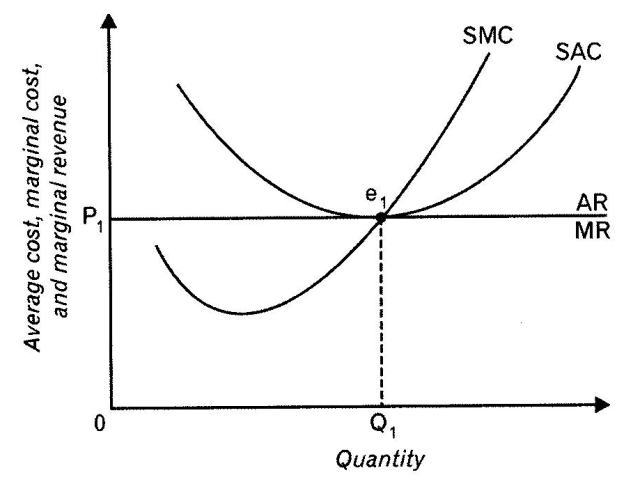 SMC
SAC
Average cost, marginal cost,
and marginal revenue
e1
P1
AR
MR
0
Q1
Quantity